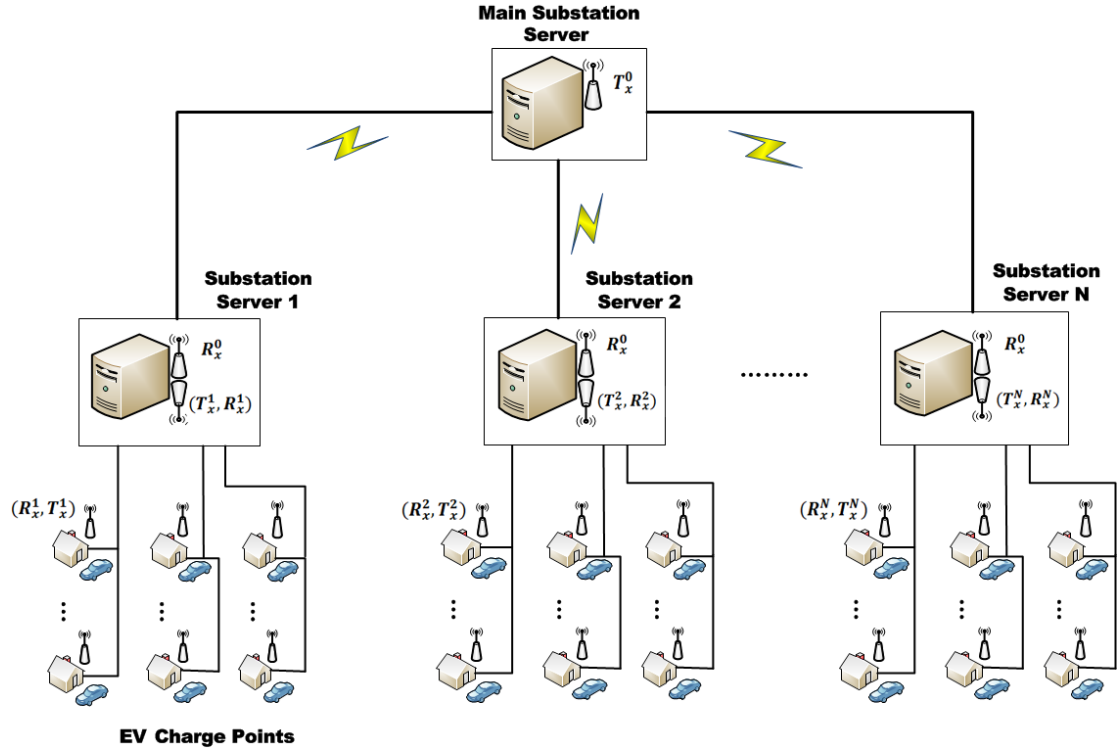 Main Substation
Server
$T_x^0$
Substation
Server 1
Substation
Server 2
Substation
Server N
$R_x^0$
$(T_x^1, R_x^1)$
$R_x^0$
$(T_x^2, R_x^2)$
.........
$R_x^0$
$(T_x^N, R_x^N)$
$(R_x^1, T_x^1)$
$(R_x^2, T_x^2)$
$(R_x^N, T_x^N)$
EV Charge Points